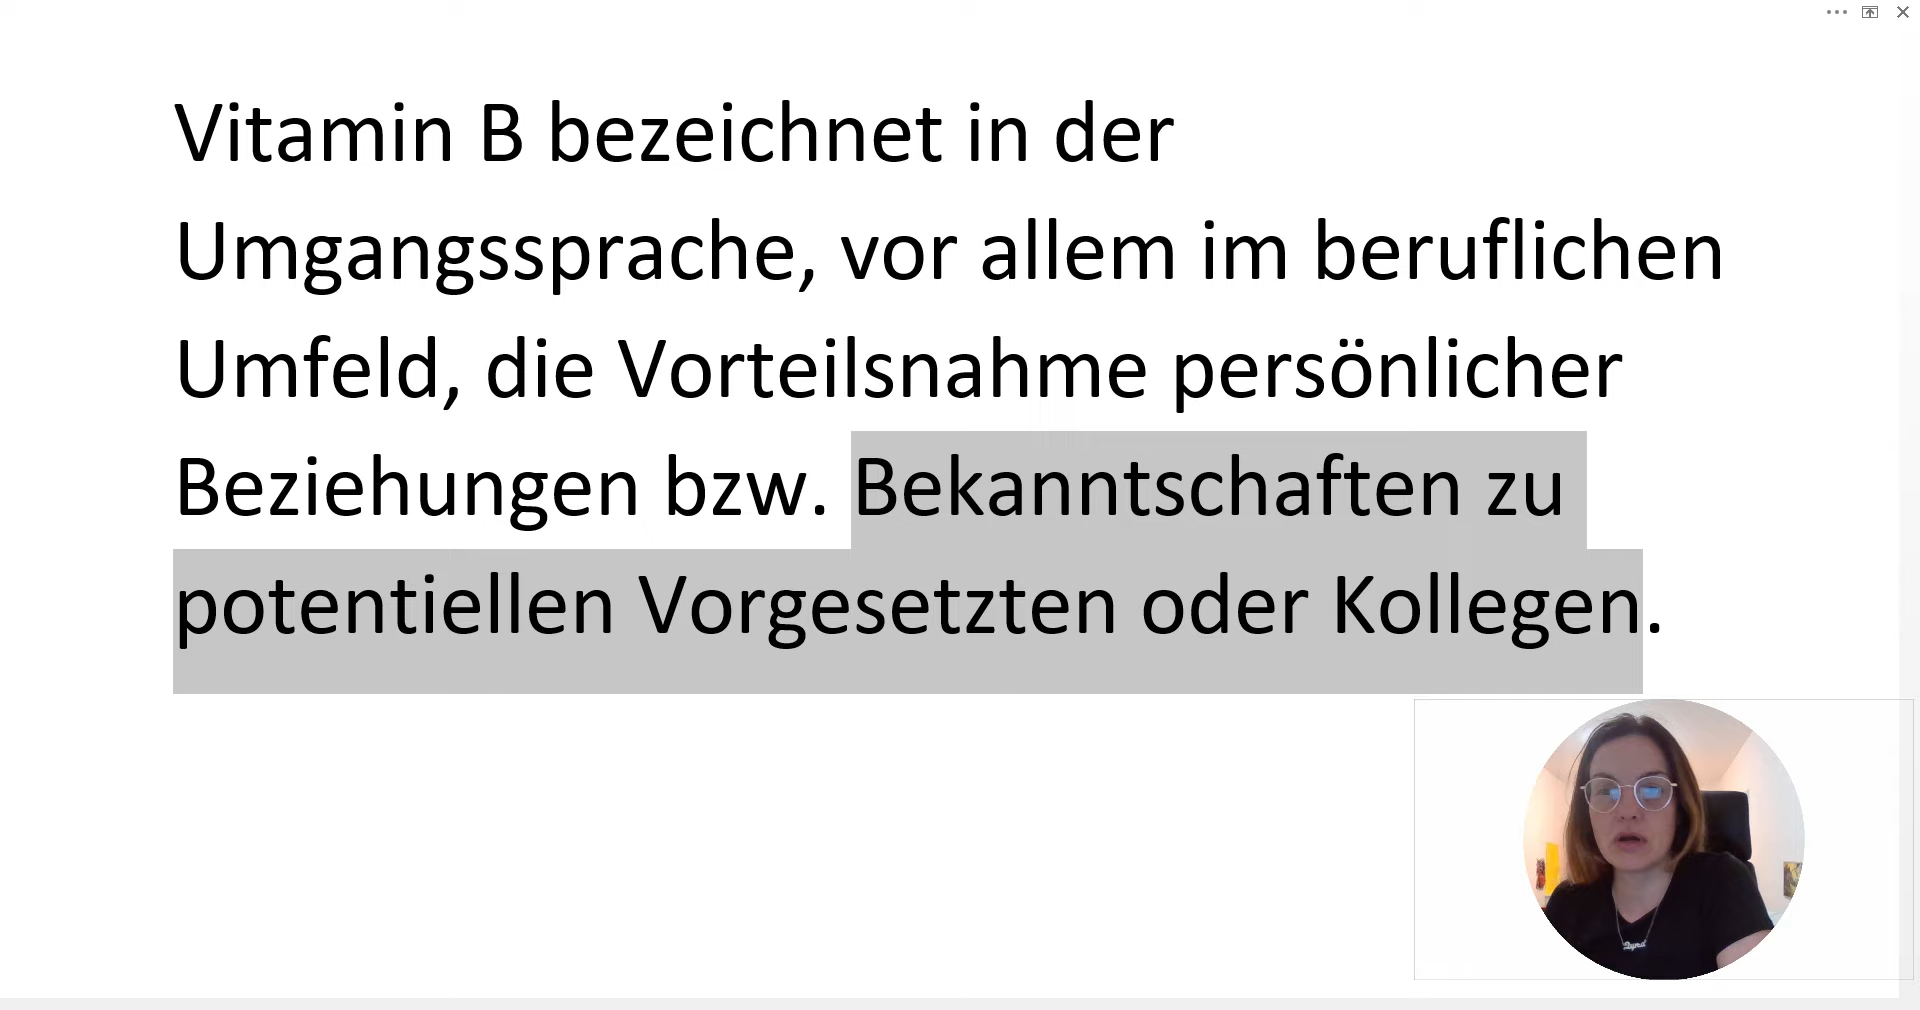 Vitamin B bezeichnet in der
Umgangssprache, vor allem im beruflichen
Umfeld, die Vorteilsnahme persönlicher
Beziehungen bzw. Bekanntschaften zu
potentiellen Vorgesetzten oder Kollegen.